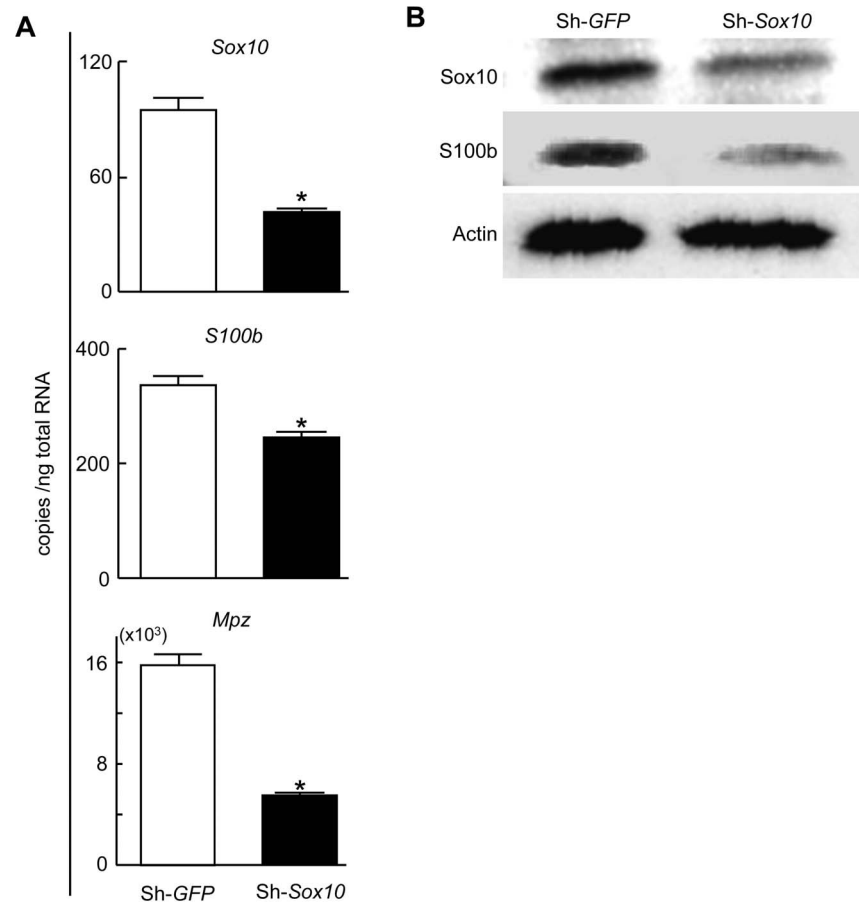 A
Sox10
120
60
0
*
S100b
400
200
0
*
copies /ng total RNA
Mpz
(x10³)
16
8
0
*
Sh-GFP Sh-Sox10
B
Sh-GFP Sh-Sox10
Sox10
S100b
Actin